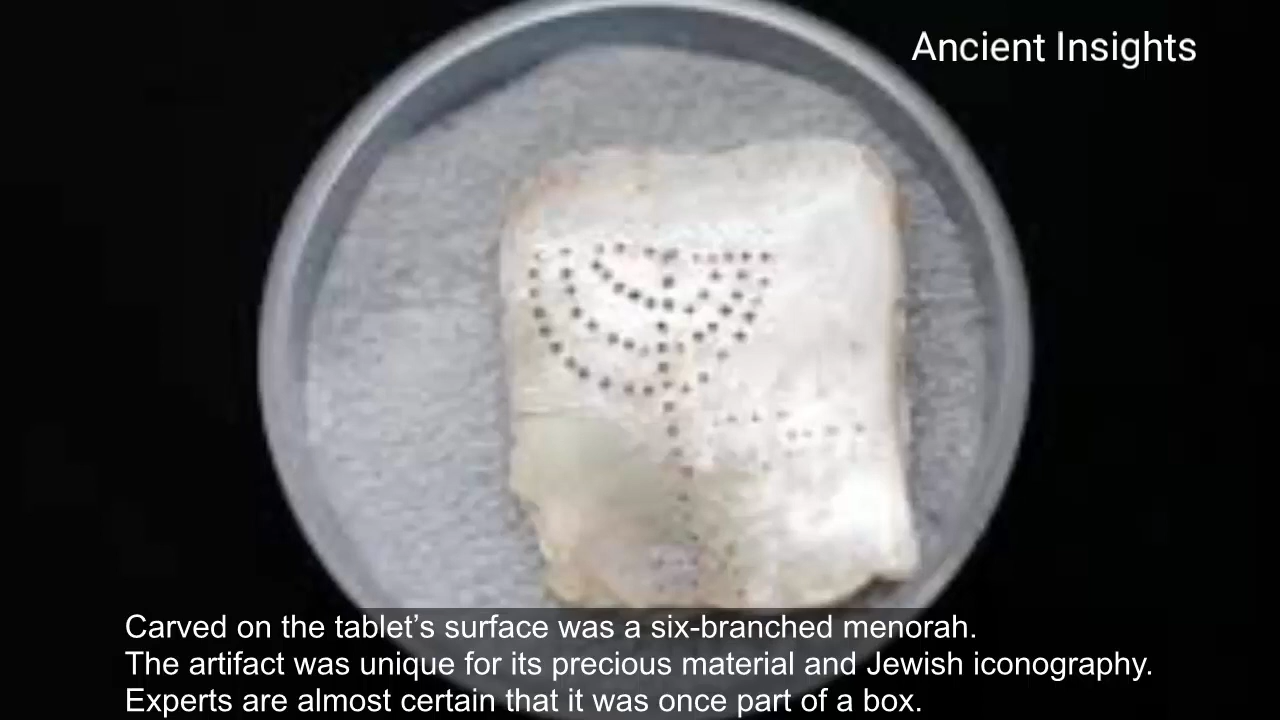 Ancient Insights
Carved on the tablet’s surface was a six-branched menorah.
The artifact was unique for its precious material and Jewish iconography.
Experts are almost certain that it was once part of a box.